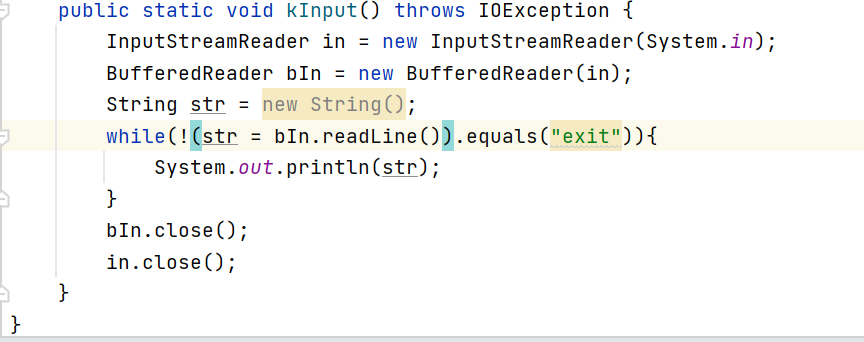 public static void kInput() throws IOException {
    InputStreamReader in = new InputStreamReader(System.in);
    BufferedReader bIn = new BufferedReader(in);
    String str = new String();
    while(!(str = bIn.readLine()).equals("exit")){
        System.out.println(str);
    }
    bIn.close();
    in.close();
}
}